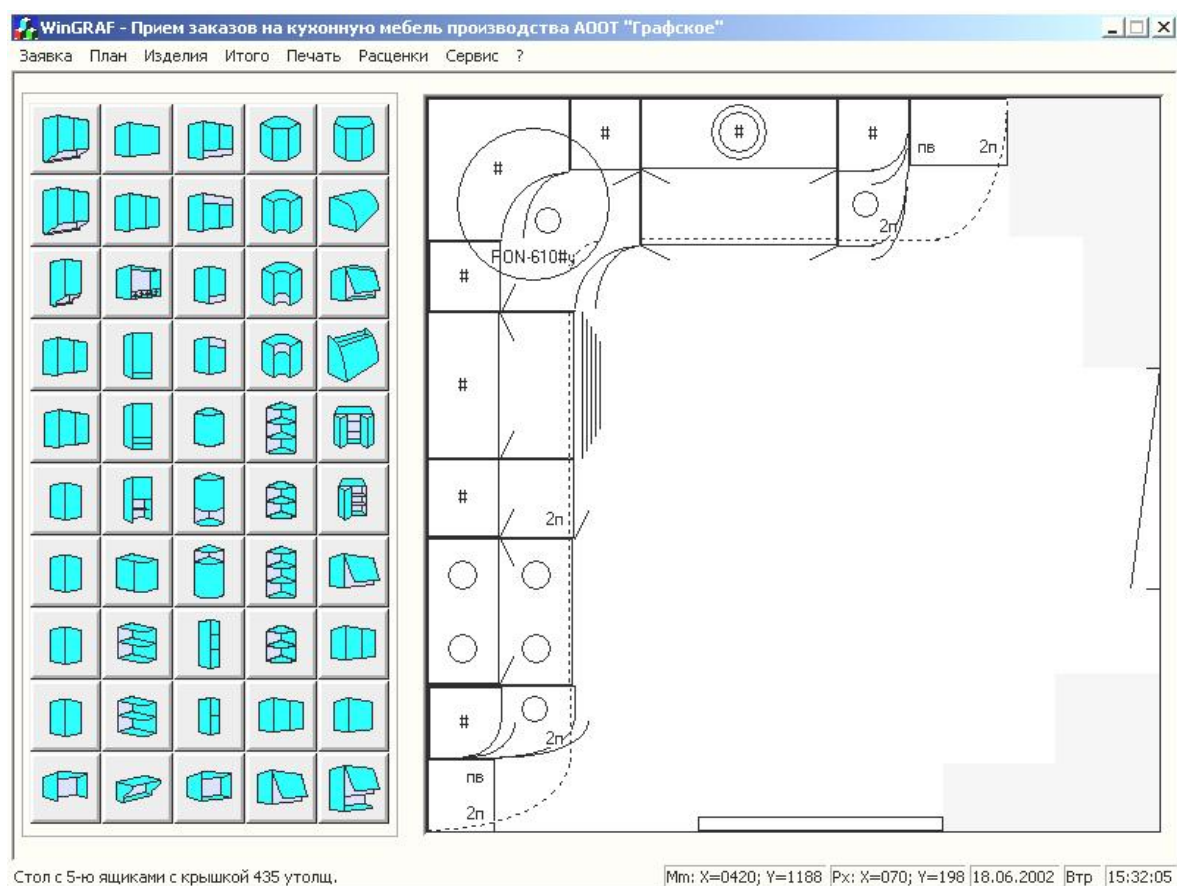 WinGRAF - Прием заказов на кухонную мебель производства АООТ "Графское"
Заявка План Изделия Итого Печать Расценки Сервис ?
# # #
пв 2п
#
2п
FON-610#у
#
#
#
2п
#
2п
пв
2п
Стол с 5-ю ящиками с крышкой 435 утолщ.
Mm: X=0420; Y=1188 Px: X=070; Y=198 18.06.2002 Втр 15:32:05